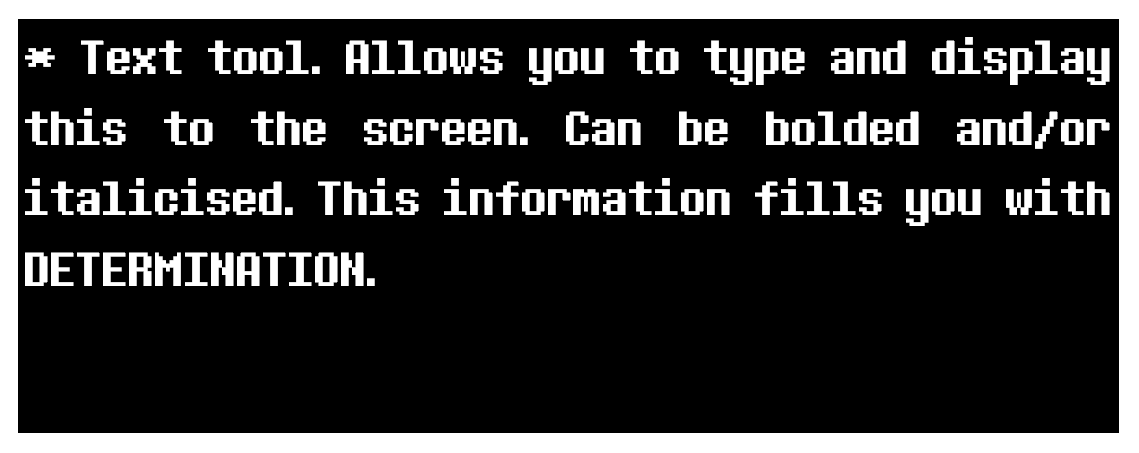 * Text tool. Allows you to type and display
this to the screen. Can be bolded and/or
italicised. This information fills you with
DETERMINATION.